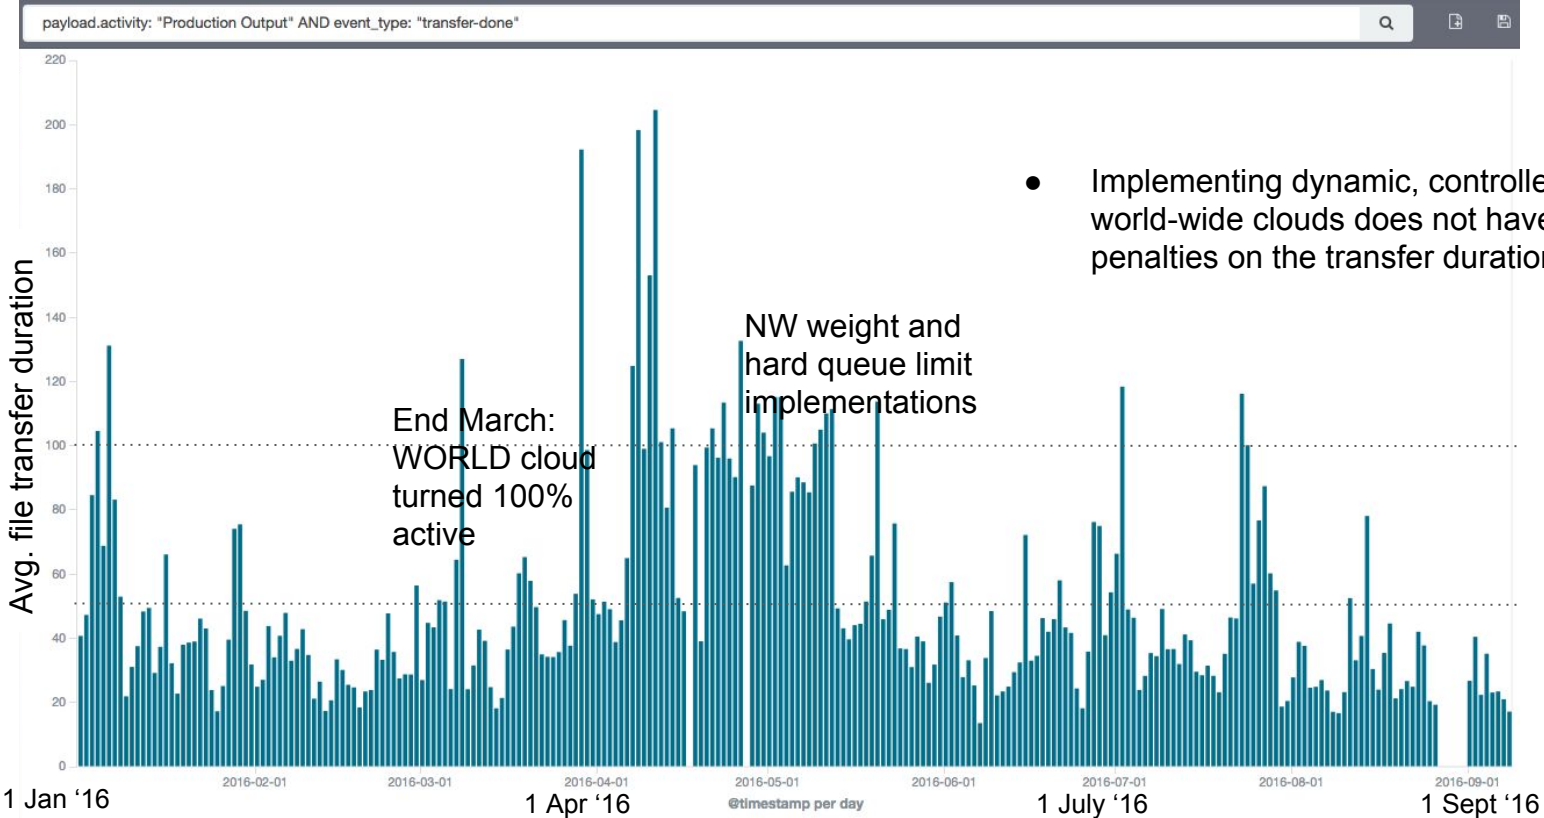 payload.activity: "Production Output" AND event_type: "transfer-done"
220
200
180
160
140
120
100
80
60
40
20
0
Avg. file transfer duration
● Implementing dynamic, controlle
world-wide clouds does not have
penalties on the transfer duration
NW weight and
hard queue limit
implementations
End March:
WORLD cloud
turned 100%
active
2016-02-01
2016-03-01
2016-04-01
2016-05-01
2016-06-01
2016-07-01
2016-08-01
2016-09-01
1 Jan ‘16
1 Apr ‘16
@timestamp per day
1 July ‘16
1 Sept ‘16